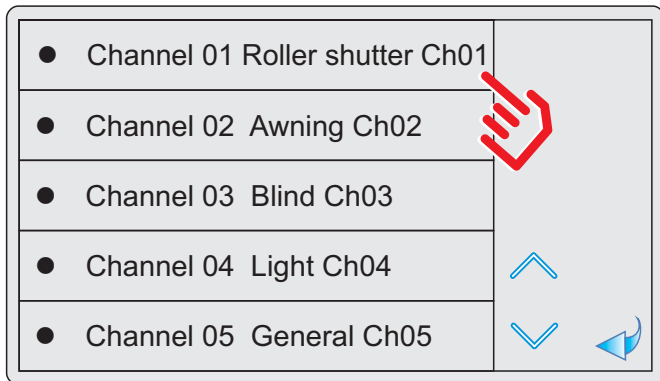 Channel 01 Roller shutter Ch01
Channel 02 Awning Ch02
Channel 03 Blind Ch03
Channel 04 Light Ch04
Channel 05 General Ch05